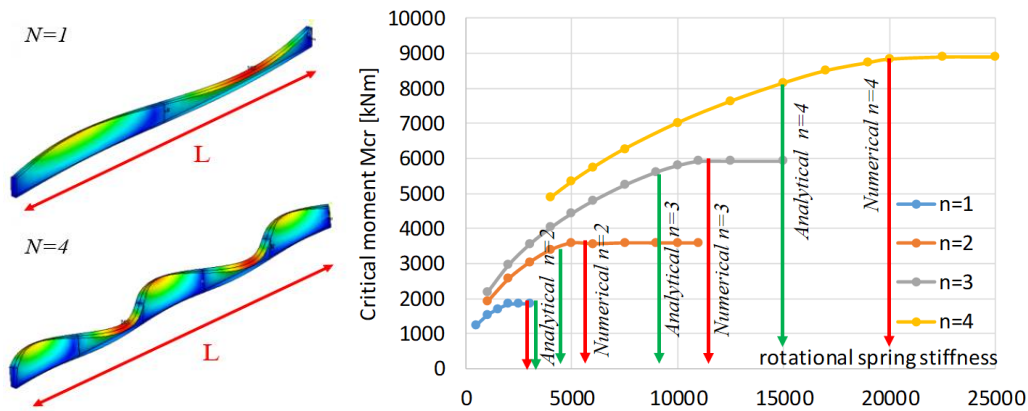 N=1
L
N=4
L
Critical moment Mcr [kNm]
10000
9000
8000
7000
6000
5000
4000
3000
2000
1000
0
0
5000
10000
15000
20000
25000
rotational spring stiffness
Analytical n=2
Numerical n=2
Analytical n=3
Numerical n=3
Analytical n=4
Numerical n=4
n=1
n=2
n=3
n=4